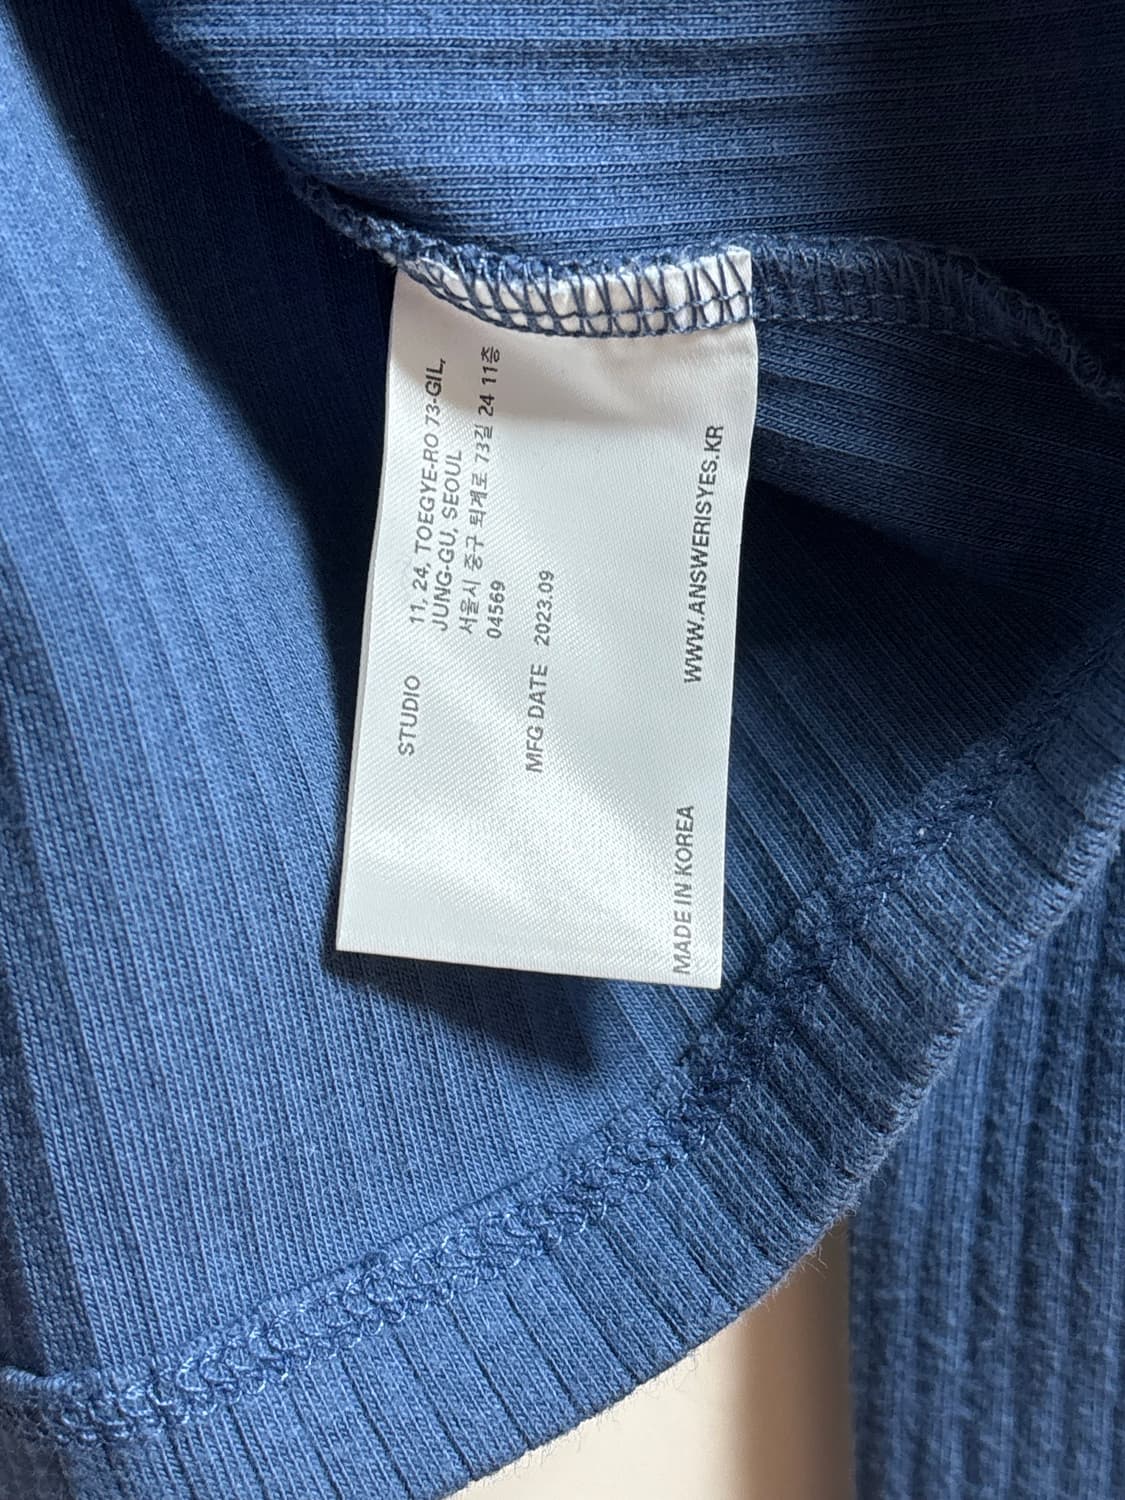 STUDIO 11, 24, TOEGYE-RO 73-GIL,
JUNG-GU, SEOUL
서울시 중구 퇴계로 73길 24 11층
04569
MFG DATE 2023.09
MADE IN KOREA WWW.ANSWERISYES.KR